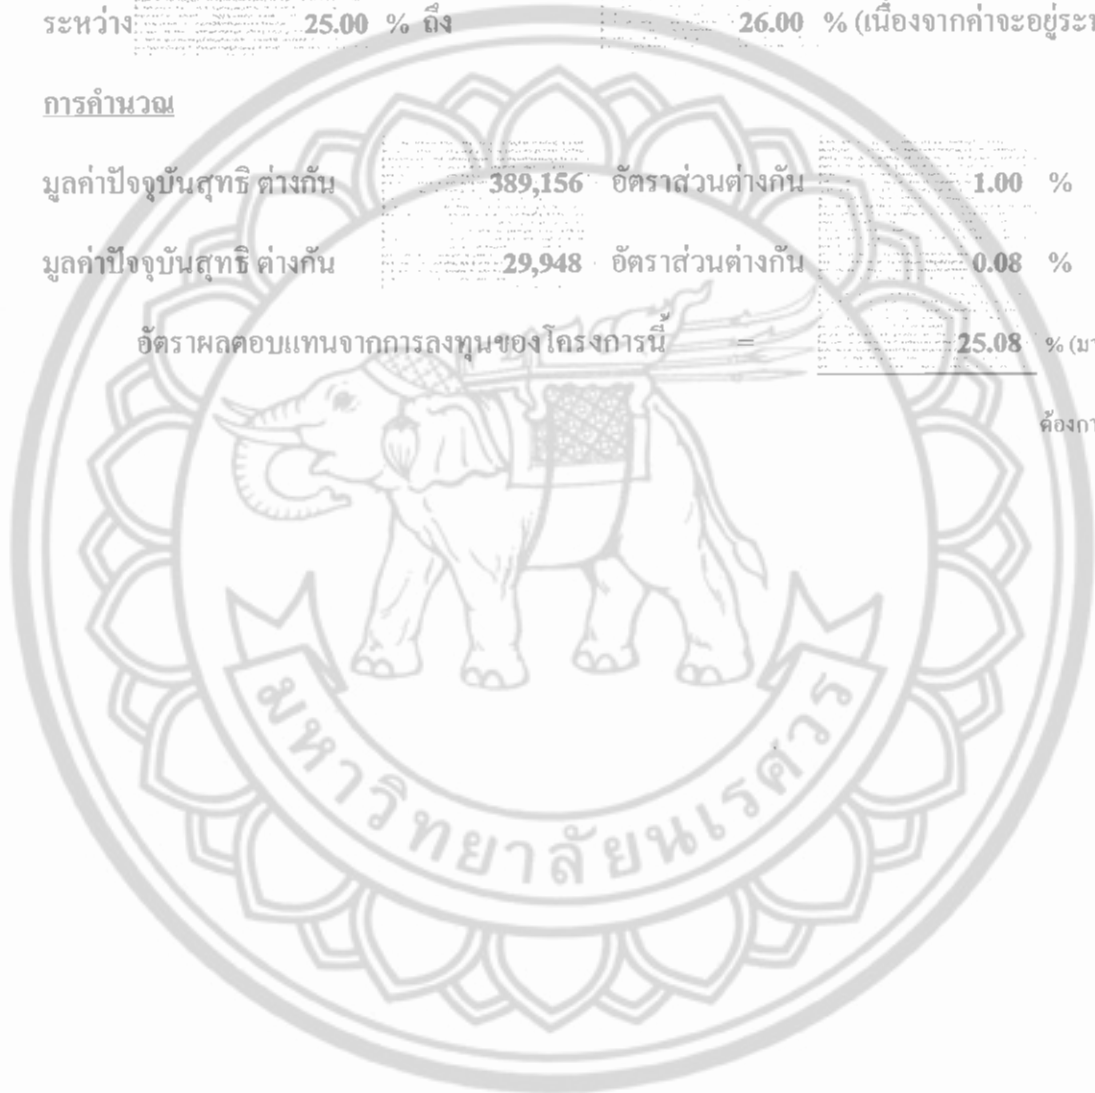 ระหว่าง 25.00 % ถึง 26.00 % (เนื่องจากค่าจะอยู่ระห
การคำนวณ
มูลค่าปัจจุบันสุทธิ ต่างกัน 389,156 อัตราส่วนต่างกัน 1.00 %
มูลค่าปัจจุบันสุทธิ ต่างกัน 29,948 อัตราส่วนต่างกัน 0.08 %
อัตราผลตอบแทนจากการลงทุนของโครงการนี้ = 25.08 % (มา
ต้องกา
มหาวิทยาลัยนเรศวร